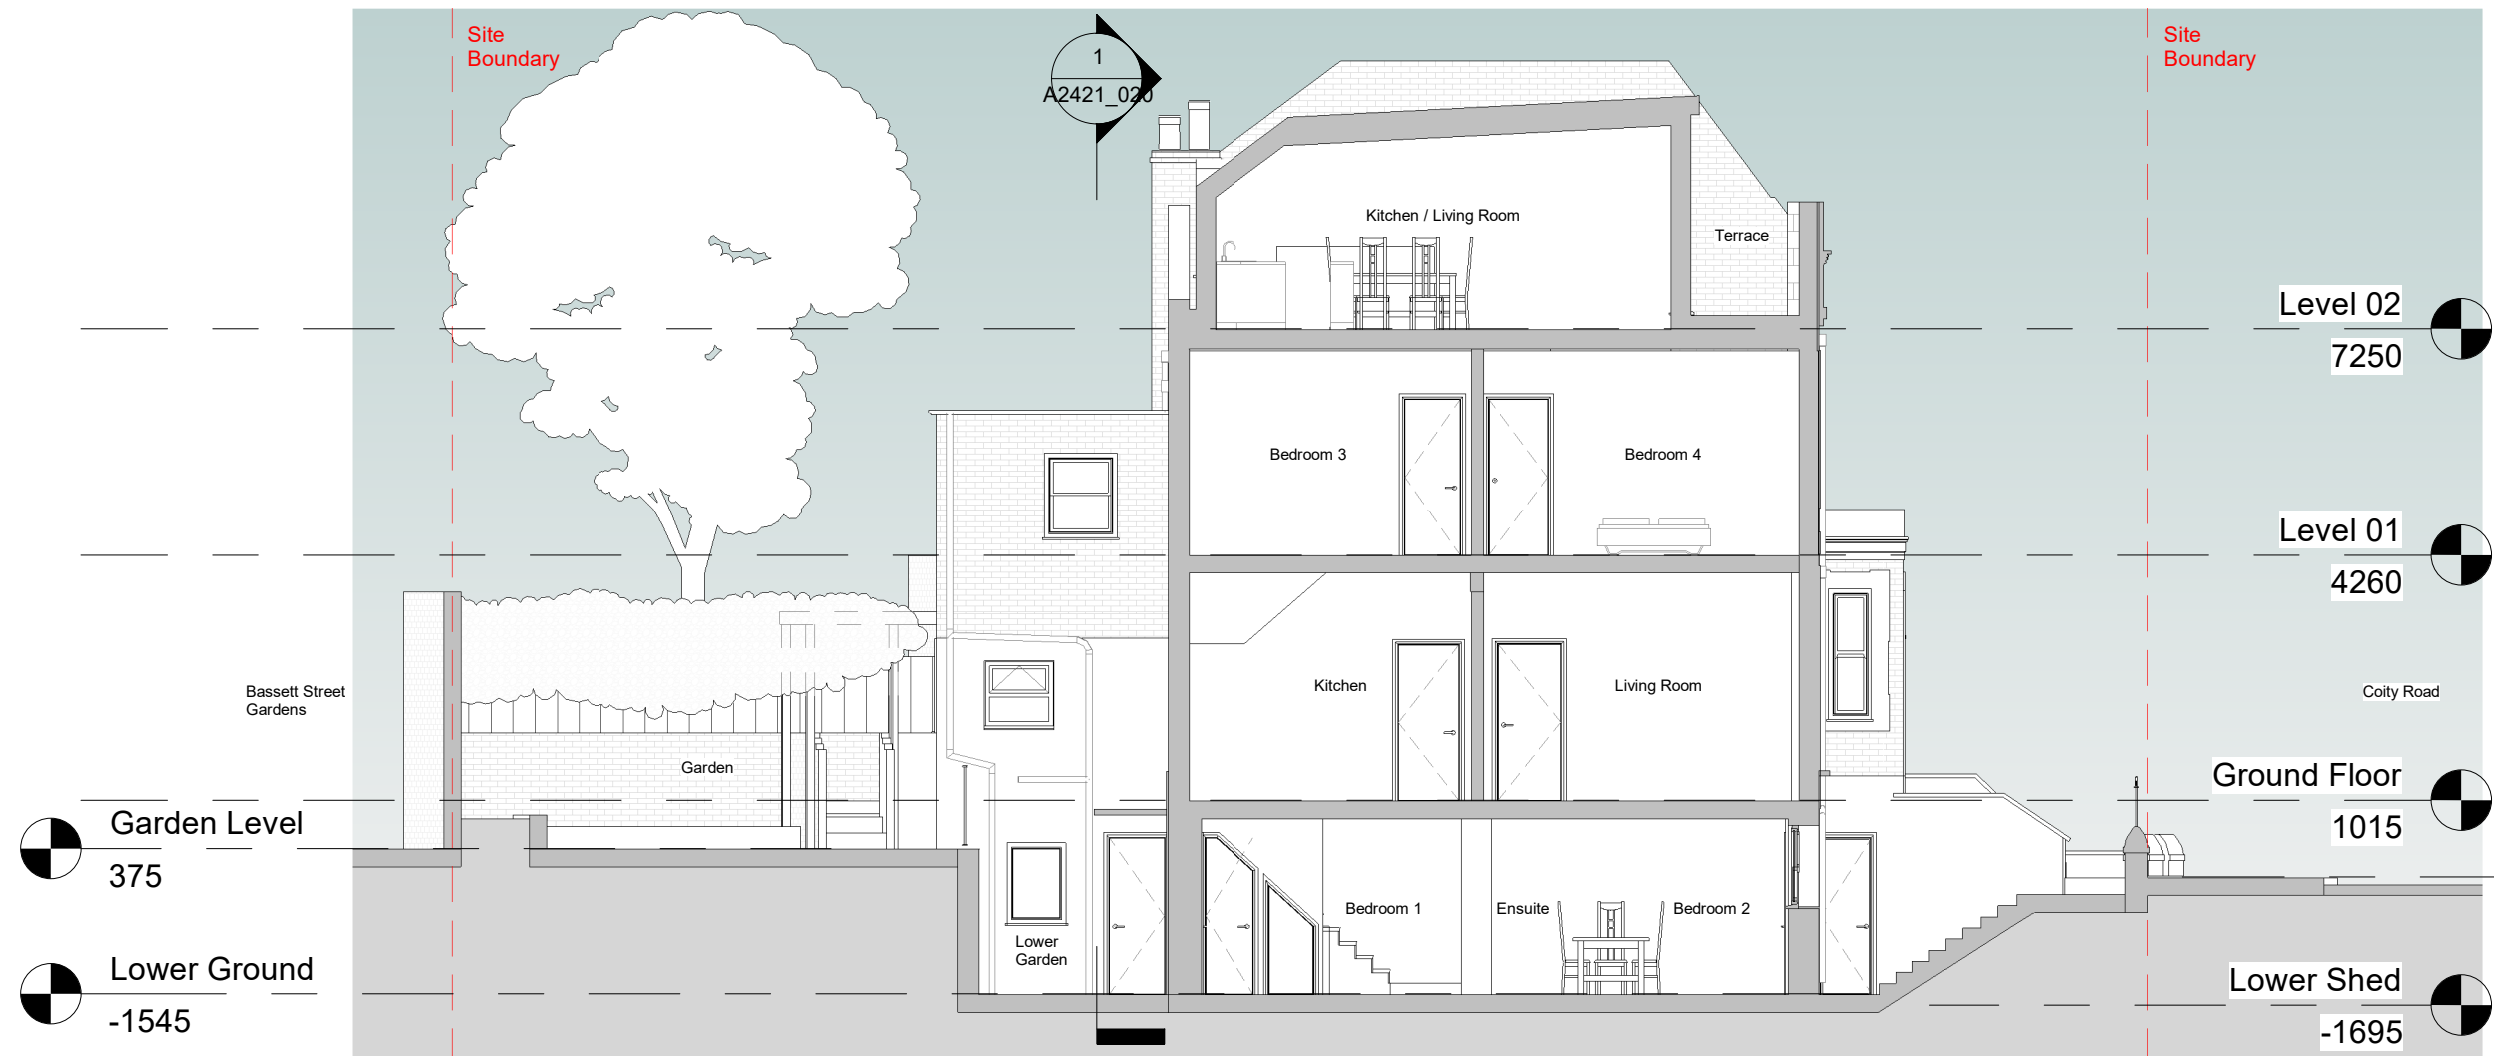 Site
Boundary
Site
Boundary
1
A2421_020
Kitchen / Living Room
Terrace
Level 02
7250
Bedroom 3
Bedroom 4
Level 01
4260
Kitchen
Living Room
Bassett Street
Gardens
Coity Road
Garden
Ground Floor
1015
Garden Level
375
Bedroom 1
Ensuite
Bedroom 2
Lower
Garden
Lower Ground
-1545
Lower Shed
-1695